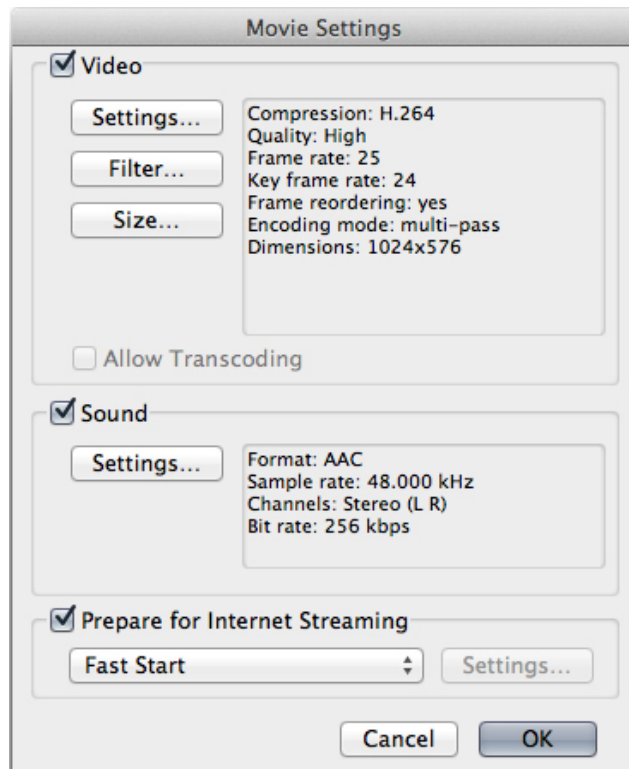 Movie Settings
Video
Settings...
Filter...
Size...
Compression: H.264
Quality: High
Frame rate: 25
Key frame rate: 24
Frame reordering: yes
Encoding mode: multi-pass
Dimensions: 1024x576
Allow Transcoding
Sound
Settings...
Format: AAC
Sample rate: 48.000 kHz
Channels: Stereo (L R)
Bit rate: 256 kbps
Prepare for Internet Streaming
Fast Start
Settings...
Cancel
OK